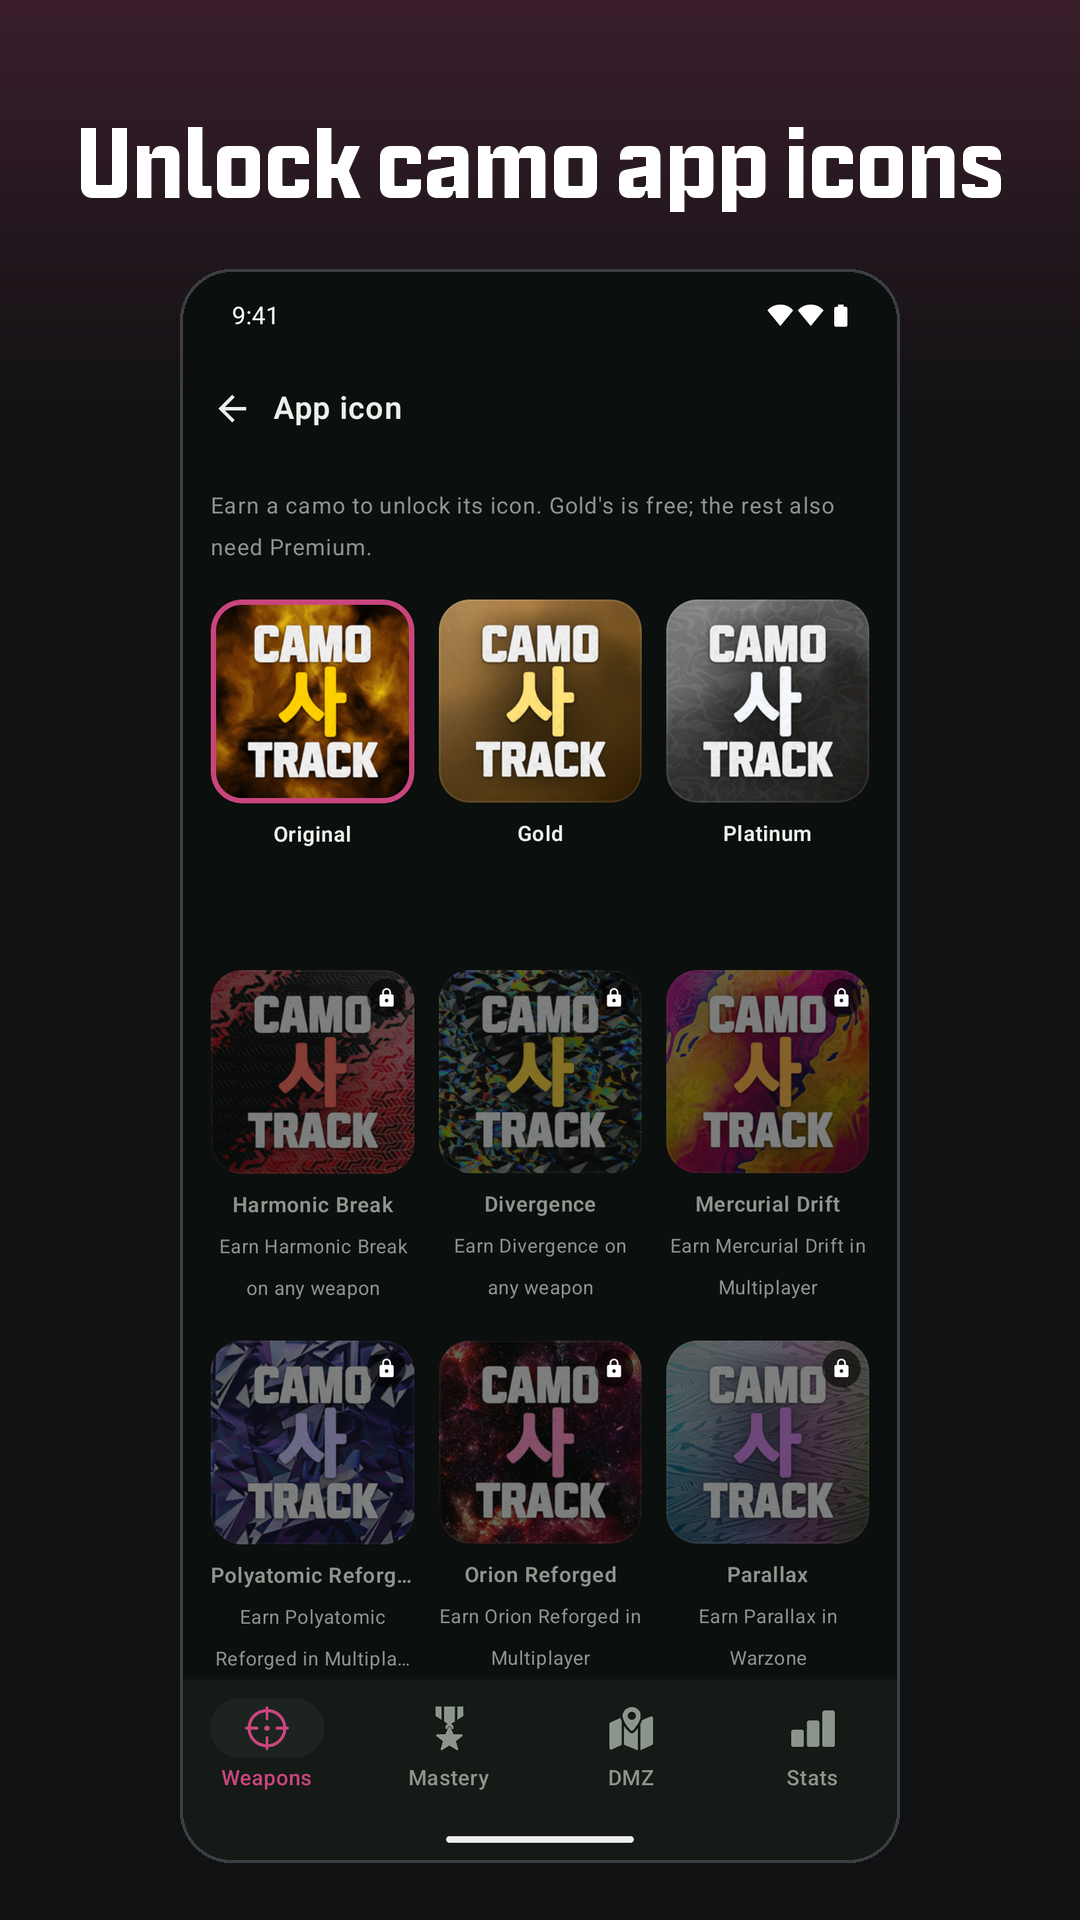 Unlock camo app icons
9:41
App icon
Earn a camo to unlock its icon. Gold's is free; the rest also
need Premium.
CAMO
사
TRACK
CAMO
사
TRACK
CAMO
사
TRACK
Original
Gold
Platinum
CAMO
사
TRACK
CAMO
사
TRACK
CAMO
사
TRACK
Harmonic Break
Earn Harmonic Break
on any weapon
Divergence
Earn Divergence on
any weapon
Mercurial Drift
Earn Mercurial Drift in
Multiplayer
CAMO
사
TRACK
CAMO
사
TRACK
CAMO
사
TRACK
Polyatomic Reforg...
Earn Polyatomic
Reforged in Multipla...
Orion Reforged
Earn Orion Reforged in
Multiplayer
Parallax
Earn Parallax in
Warzone
Weapons
Mastery
DMZ
Stats